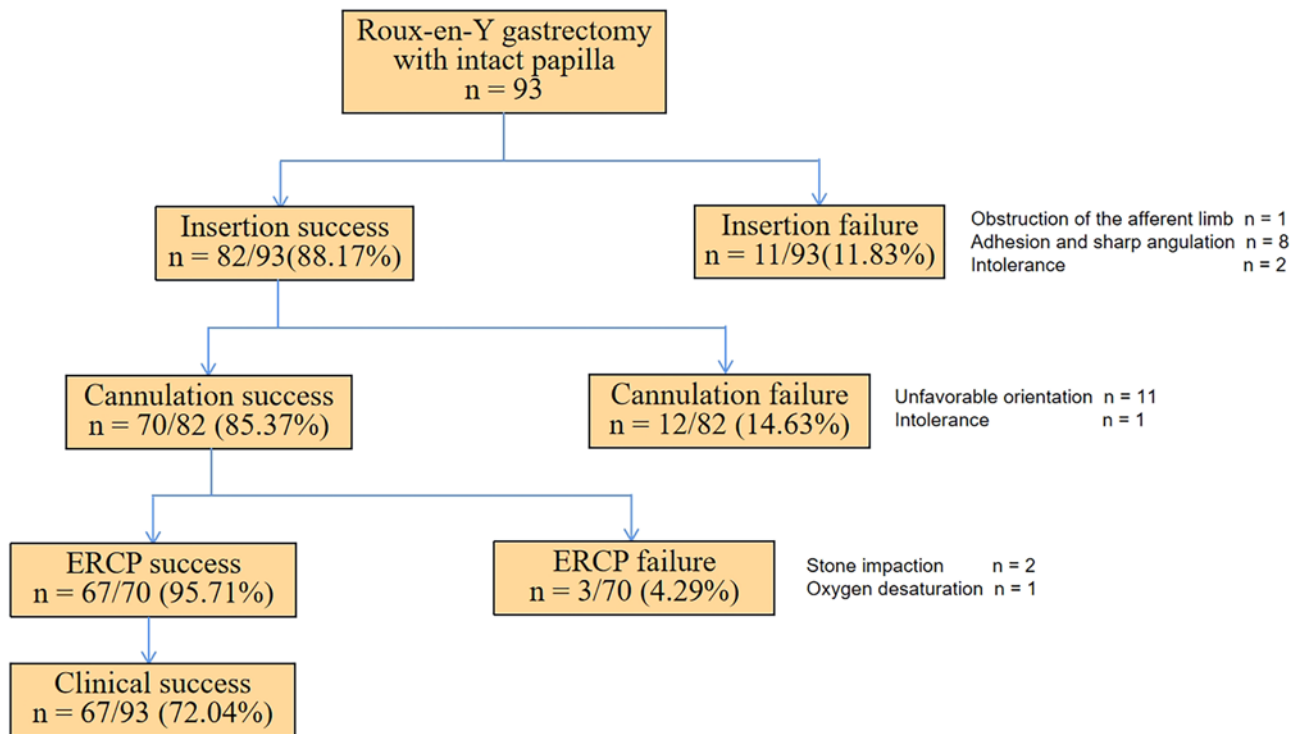 Roux-en-Y gastrectomy
with intact papilla
n = 93
Insertion success
n = 82/93(88.17%)
Insertion failure
n = 11/93(11.83%)
Obstruction of the afferent limb n = 1
Adhesion and sharp angulation n = 8
Intolerance n = 2
Cannulation success
n = 70/82 (85.37%)
Cannulation failure
n = 12/82 (14.63%)
Unfavorable orientation n = 11
Intolerance n = 1
ERCP success
n = 67/70 (95.71%)
ERCP failure
n = 3/70 (4.29%)
Stone impaction n = 2
Oxygen desaturation n = 1
Clinical success
n = 67/93 (72.04%)